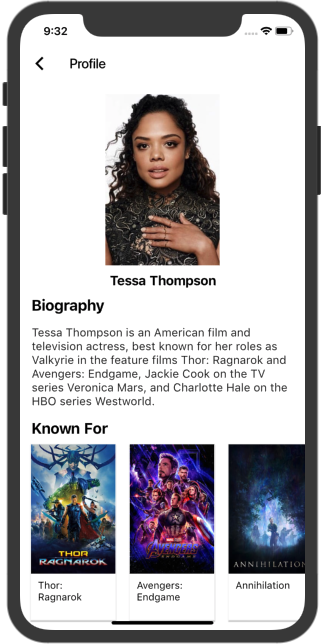 9:32
Profile
Tessa Thompson
Biography
Tessa Thompson is an American film and
television actress, best known for her roles as
Valkyrie in the feature films Thor: Ragnarok and
Avengers: Endgame, Jackie Cook on the TV
series Veronica Mars, and Charlotte Hale on the
HBO series Westworld.
Known For
THOR
RAGNAROK
ANNIHILATION
Thor:
Ragnarok
Avengers:
Endgame
Annihilation